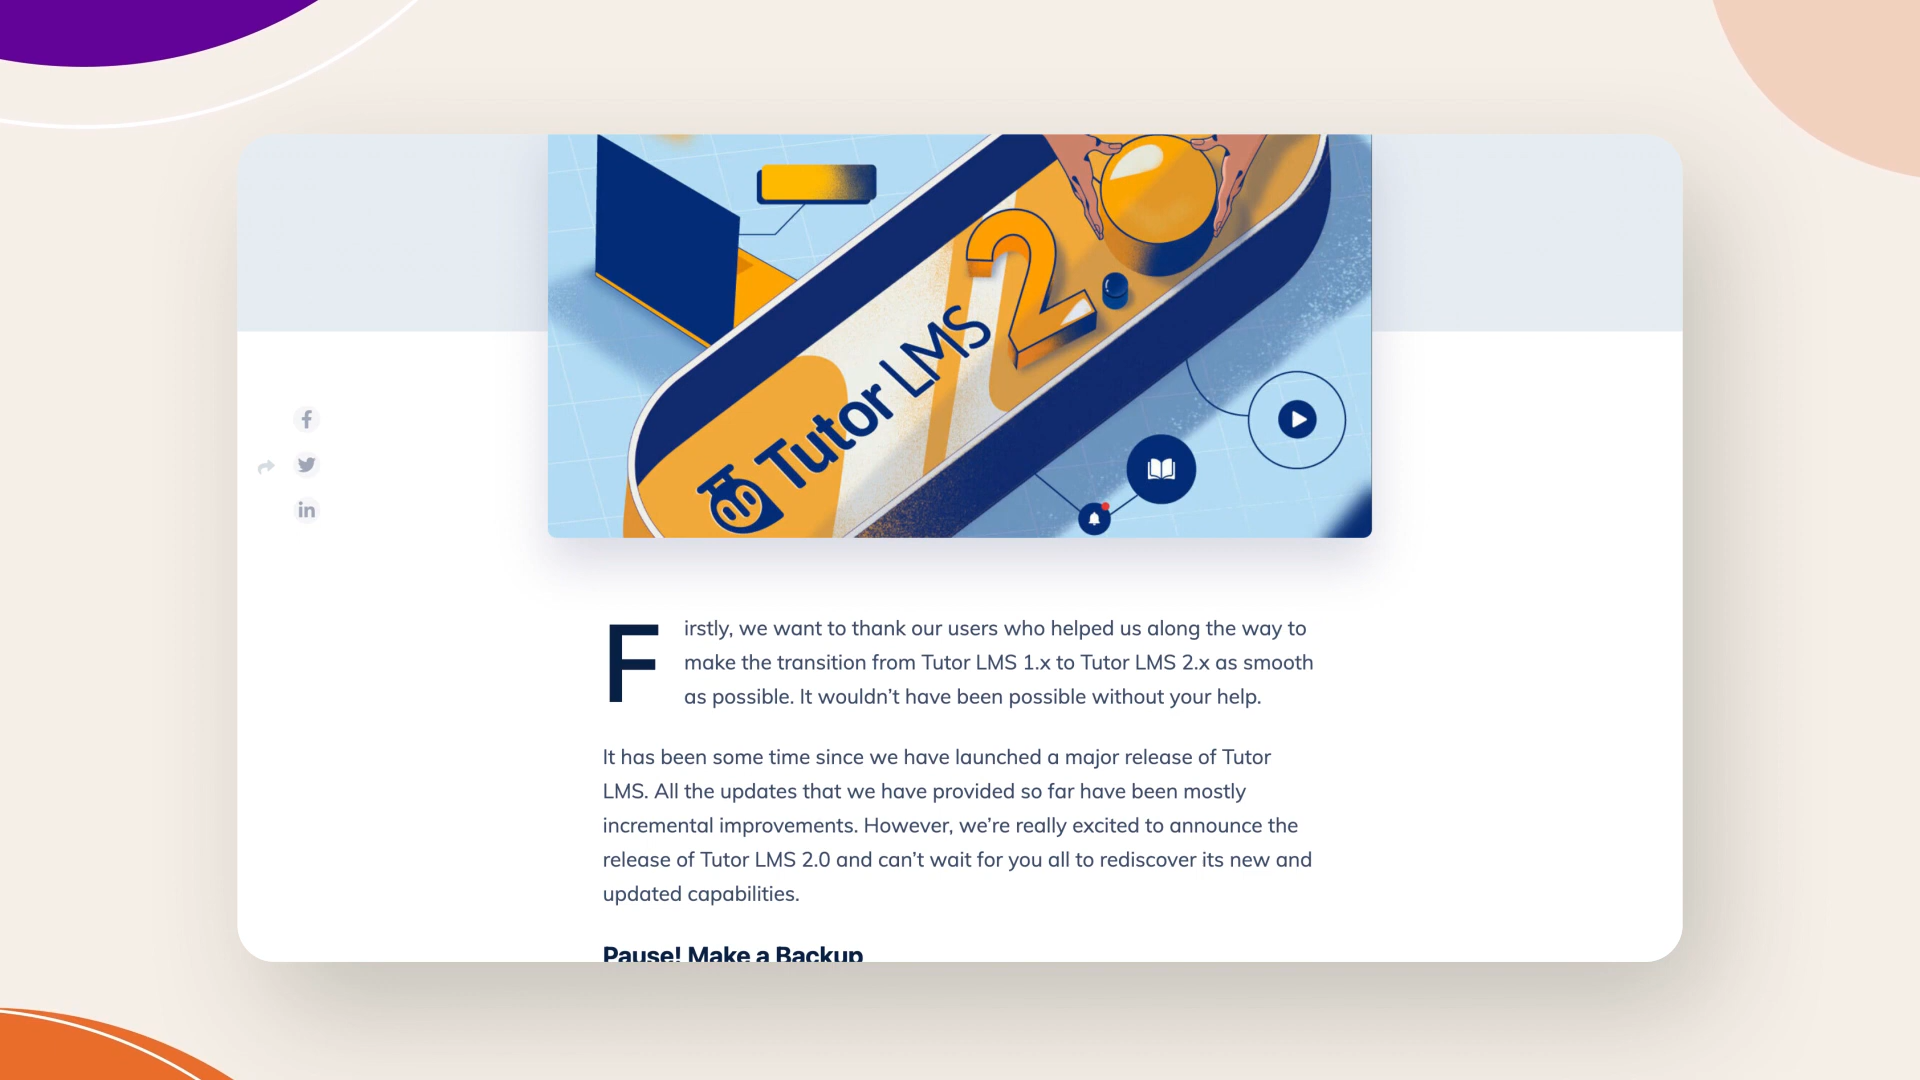 Tutor LMS 2.
Firstly, we want to thank our users who helped us along the way to
make the transition from Tutor LMS 1.x to Tutor LMS 2.x as smooth
as possible. It wouldn’t have been possible without your help.
It has been some time since we have launched a major release of Tutor
LMS. All the updates that we have provided so far have been mostly
incremental improvements. However, we’re really excited to announce the
release of Tutor LMS 2.0 and can’t wait for you all to rediscover its new and
updated capabilities.
Pause! Make a Backup